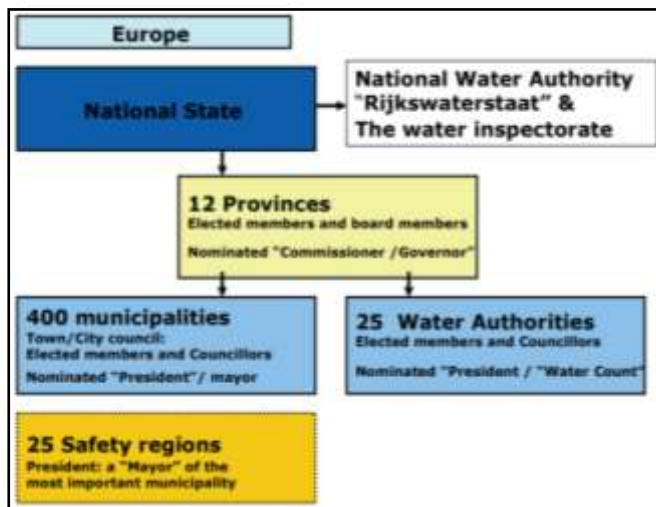 Europe
National State
National Water Authority
"Rijkswaterstaat" &
The water inspectorate
12 Provinces
Elected members and board members
Nominated "Commissioner /Governor"
400 municipalities
Town/City council:
Elected members and Councillors
Nominated "President"/ mayor
25 Water Authorities
Elected members and Councillors
Nominated "President / "Water Count"
25 Safety regions
President: a "Mayor" of the
most important municipality